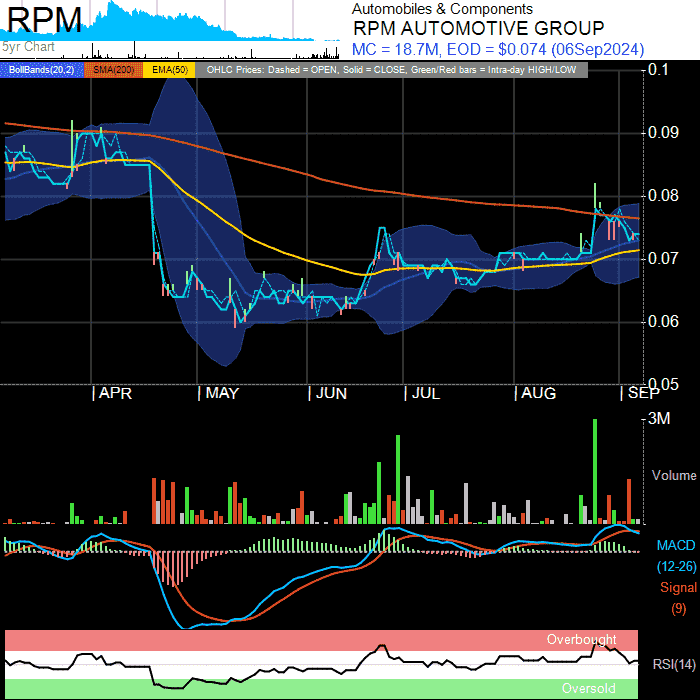 RPM
5yr Chart
Automobiles & Components
RPM AUTOMOTIVE GROUP
MC = 18.7M, EOD = $0.074 (06Sep2024)
BollBands(20,2) SMA(200) EMA(50) OHLC Prices: Dashed = OPEN, Solid = CLOSE, Green/Red bars = Intra-day HIGH/LOW
0.1
0.09
0.08
0.07
0.06
0.05
| APR | MAY | JUN | JUL | AUG | SEP
3M
Volume
MACD
(12-26)
Signal
(9)
Overbought
RSI(14)
Oversold